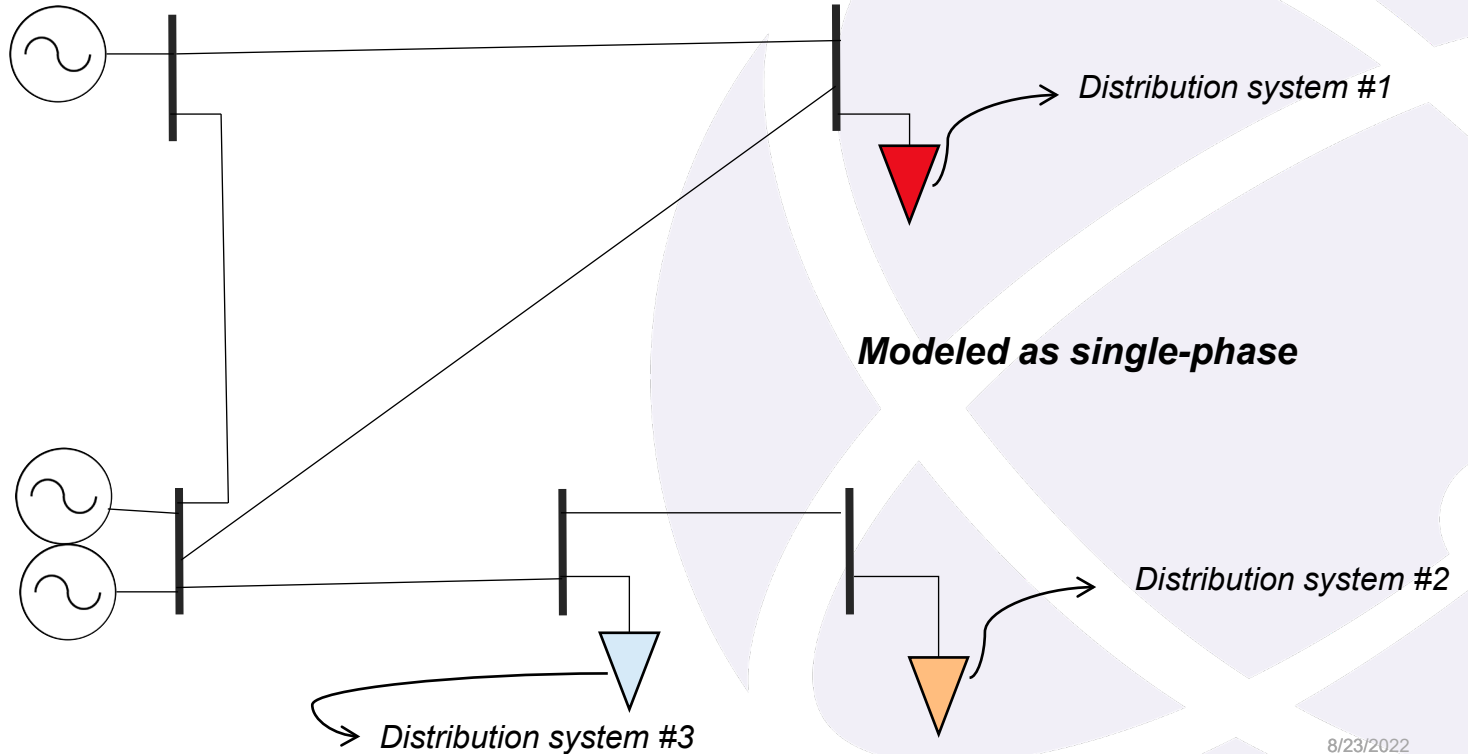 Distribution system #1
Modeled as single-phase
Distribution system #2
Distribution system #3
8/23/2022